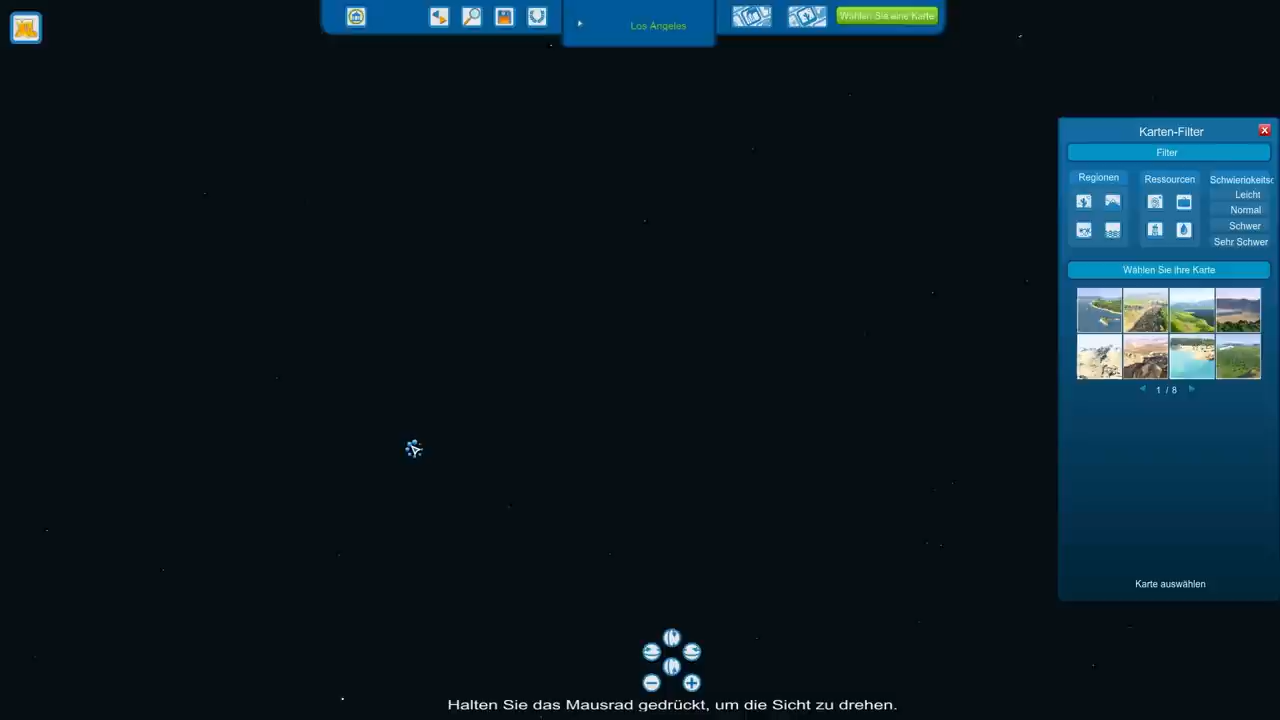 Los Angeles
Wählen Sie eine Karte
Karten-Filter
Filter
Regionen
Ressourcen
Schwierigkeitsg
Leicht
Normal
Schwer
Sehr Schwer
Wählen Sie ihre Karte
1 / 8
Karte auswählen
Halten Sie das Mausrad gedrückt, um die Sicht zu drehen.